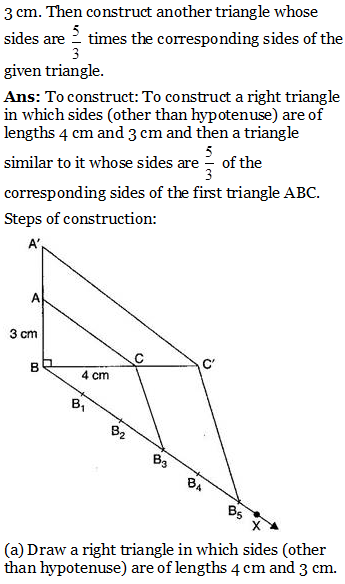 3 cm. Then construct another triangle whose
sides are 5/3 times the corresponding sides of the
given triangle.
Ans: To construct: To construct a right triangle
in which sides (other than hypotenuse) are of
lengths 4 cm and 3 cm and then a triangle
similar to it whose sides are 5/3 of the
corresponding sides of the first triangle ABC.
Steps of construction:
A'
A
3 cm
B
C
C'
4 cm
B₁
B₂
B₃
B₄
B₅
X
(a) Draw a right triangle in which sides (other
than hypotenuse) are of lengths 4 cm and 3 cm.